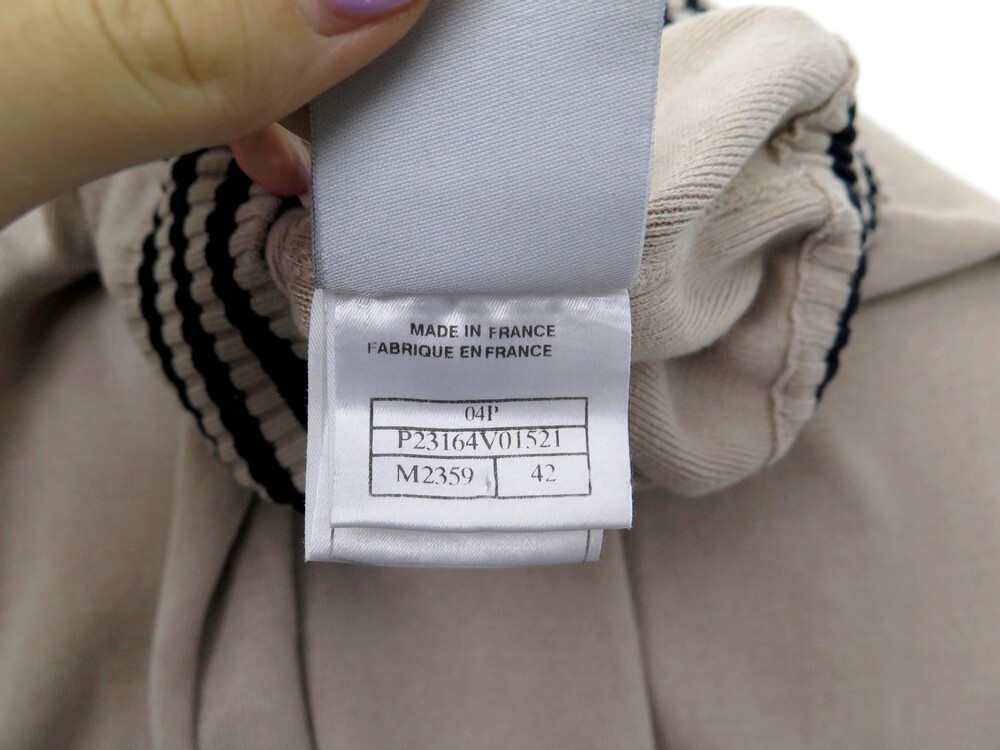 MADE IN FRANCE
FABRIQUE EN FRANCE
04P
P23164V01521
M2359 42